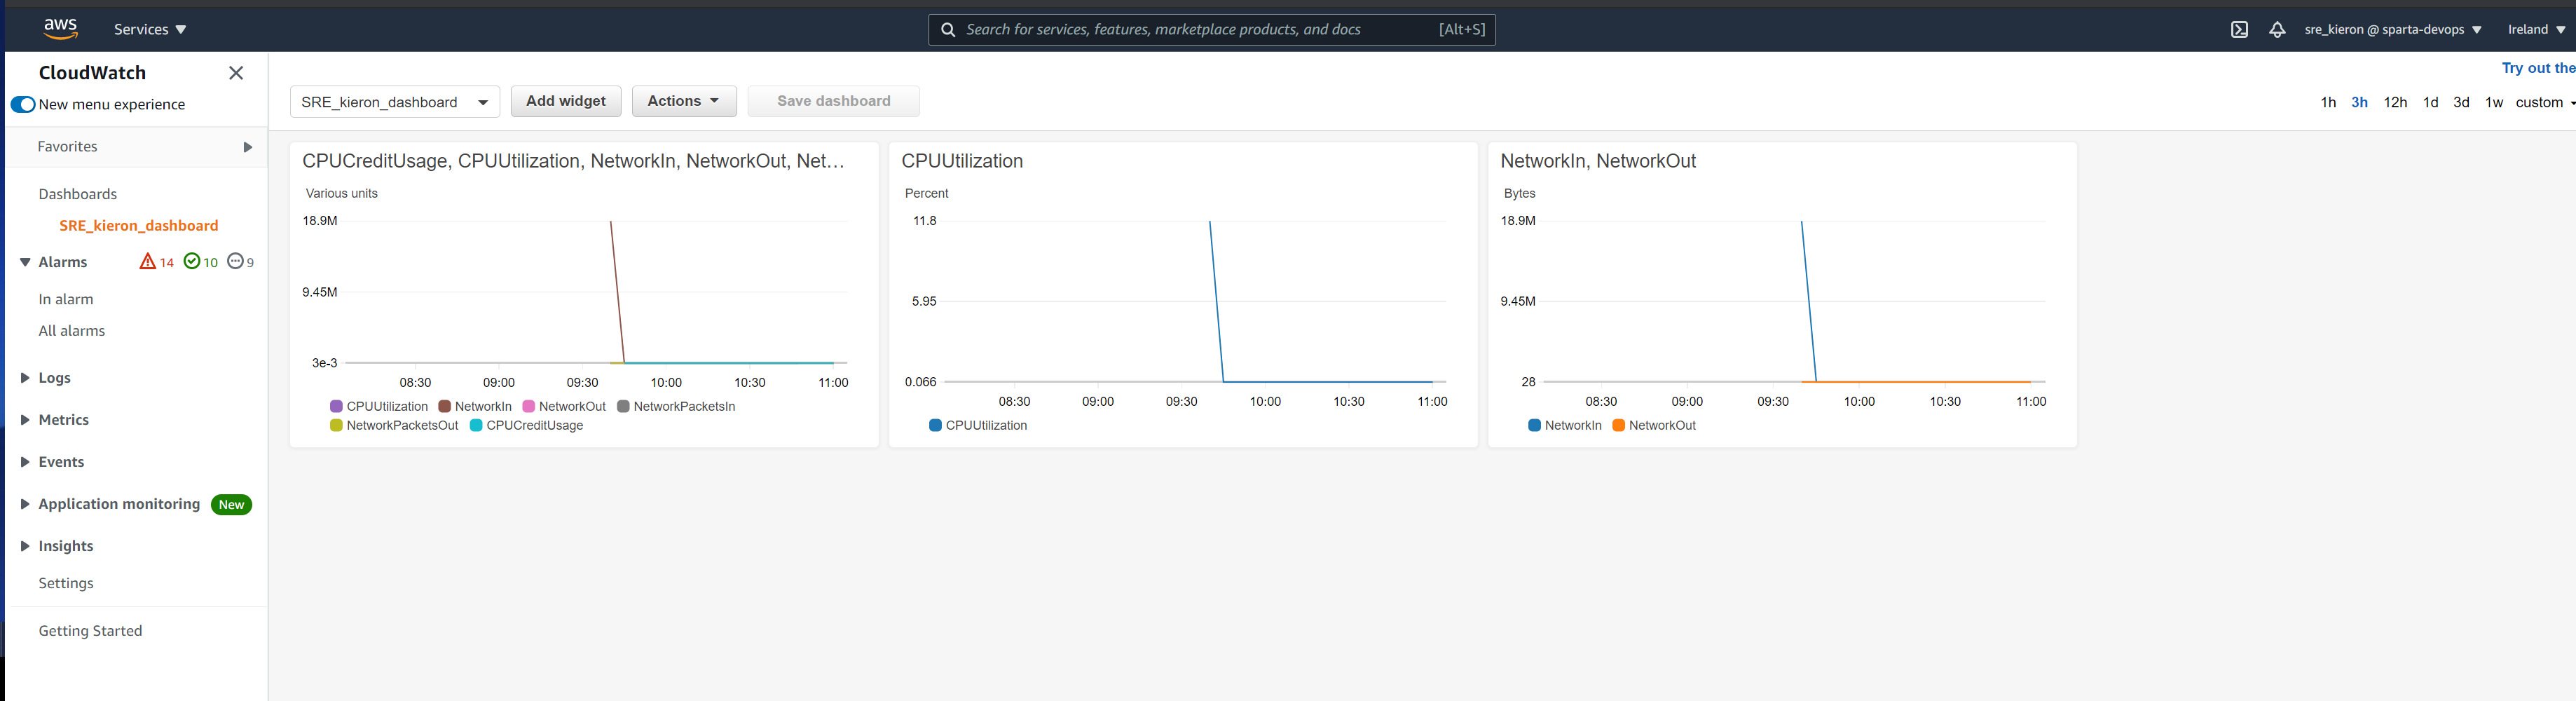 aws
Services
Search for services, features, marketplace products, and docs [Alt+S]
sre_kieron @ sparta-devops
Ireland
CloudWatch
New menu experience
Favorites
Dashboards
SRE_kieron_dashboard
Alarms 14 10 9
In alarm
All alarms
Logs
Metrics
Events
Application monitoring New
Insights
Settings
Getting Started
Try out the
SRE_kieron_dashboard Add widget Actions Save dashboard
1h 3h 12h 1d 3d 1w custom
CPUCreditUsage, CPUUtilization, NetworkIn, NetworkOut, Net...
Various units
18.9M
9.45M
3e-3
08:30 09:00 09:30 10:00 10:30 11:00
CPUUtilization NetworkIn NetworkOut NetworkPacketsIn
NetworkPacketsOut CPUCreditUsage
CPUUtilization
Percent
11.8
5.95
0.066
08:30 09:00 09:30 10:00 10:30 11:00
CPUUtilization
NetworkIn, NetworkOut
Bytes
18.9M
9.45M
28
08:30 09:00 09:30 10:00 10:30 11:00
NetworkIn NetworkOut